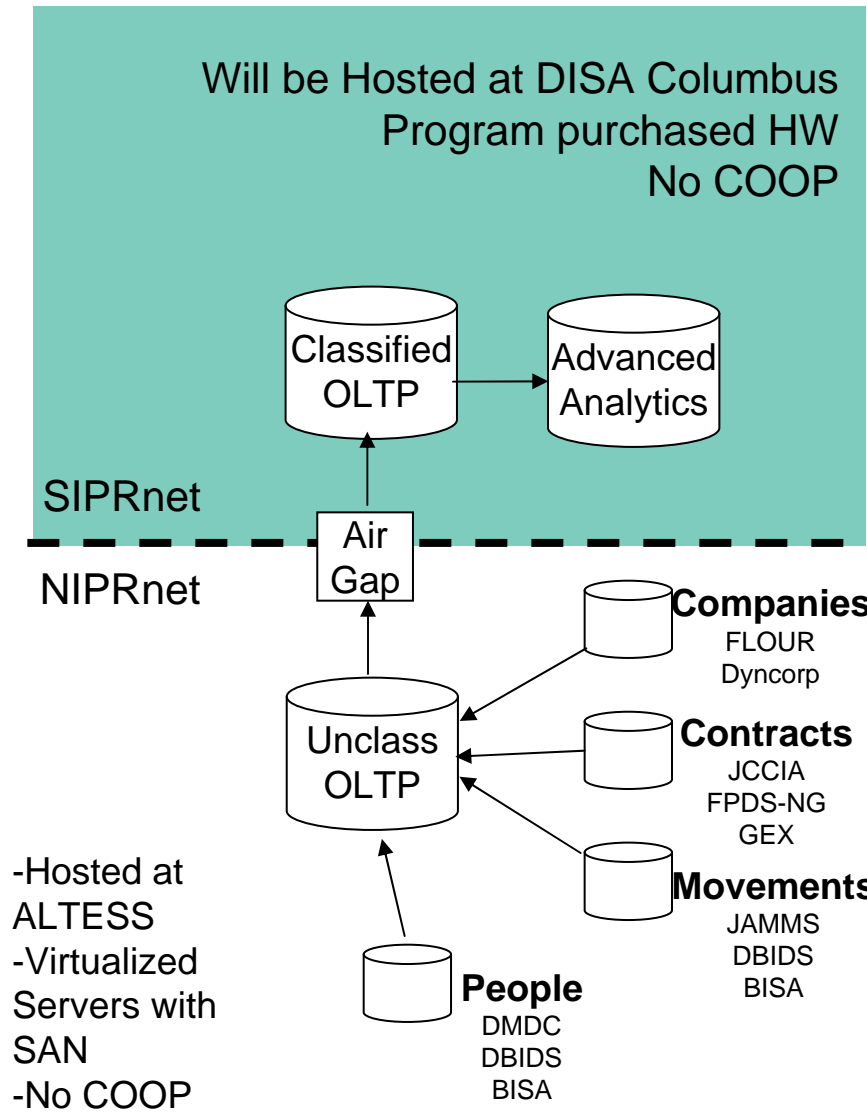 Will be Hosted at DISA Columbus
Program purchased HW
No COOP
Classified
OLTP
Advanced
Analytics
SIPRnet
Air
Gap
NIPRnet
Companies
FLOUR
Dyncorp
Unclass
OLTP
Contracts
JCCIA
FPDS-NG
GEX
Movements
JAMMS
DBIDS
BISA
-Hosted at
ALTESS
-Virtualized
Servers with
SAN
-No COOP
People
DMDC
DBIDS
BISA